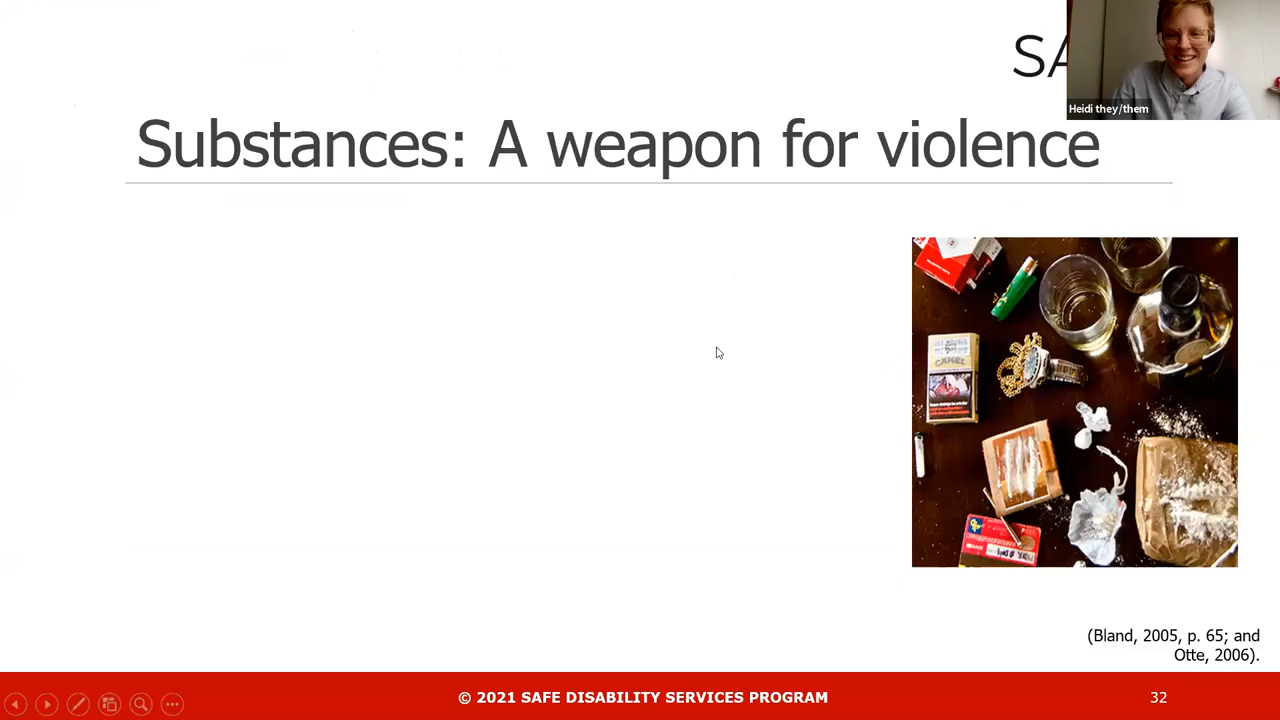 SA
Heidi they/them
Substances: A weapon for violence
CAMEL
(Bland, 2005, p. 65; and
Otte, 2006).
© 2021 SAFE DISABILITY SERVICES PROGRAM
32